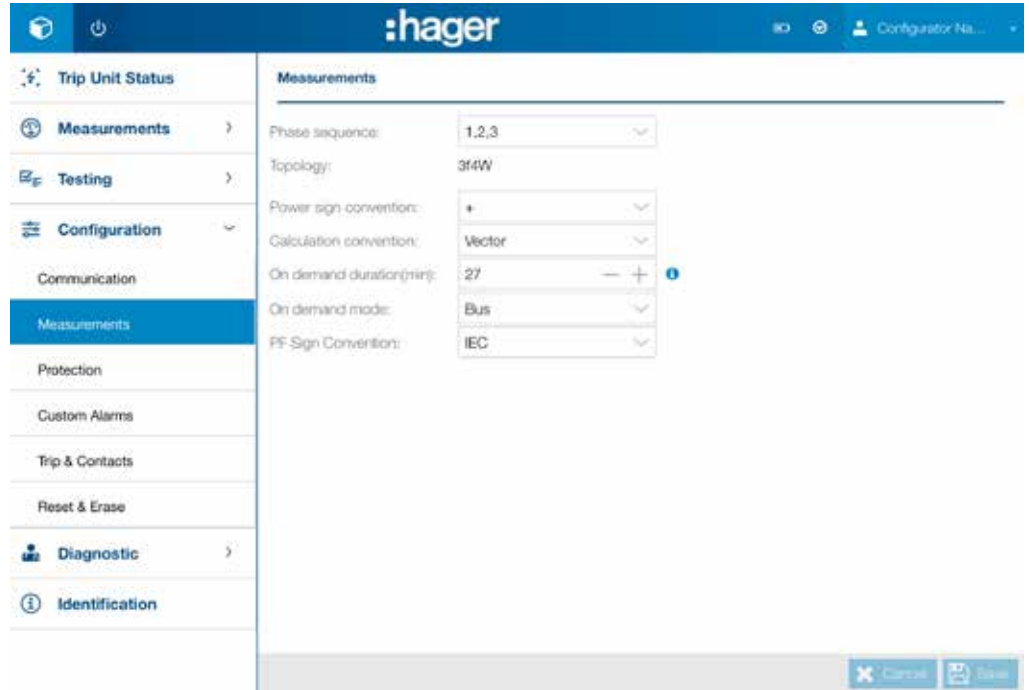 :hager
Configurator Na...
Trip Unit Status
Measurements
Testing
Configuration
Communication
Measurements
Protection
Custom Alarms
Trip & Contacts
Reset & Erase
Diagnostic
Identification
Measurements
Phase sequence: 1,2,3
Topology: 3f4W
Power sign convention: +
Calculation convention: Vector
On demand duration(min): 27
On demand mode: Bus
PF Sign Convention: IEC
Cancel
Save